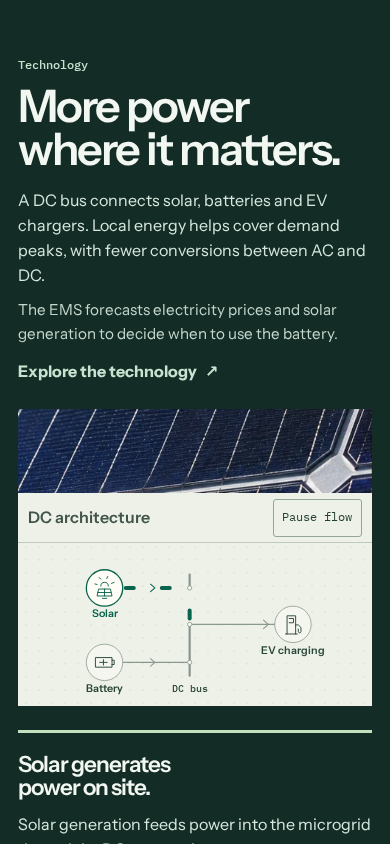 Technology
More power
where it matters.
A DC bus connects solar, batteries and EV
chargers. Local energy helps cover demand
peaks, with fewer conversions between AC and
DC.
The EMS forecasts electricity prices and solar
generation to decide when to use the battery.
Explore the technology ↗
DC architecture
Pause flow
Solar
EV charging
Battery
DC bus
Solar generates
power on site.
Solar generation feeds power into the microgrid